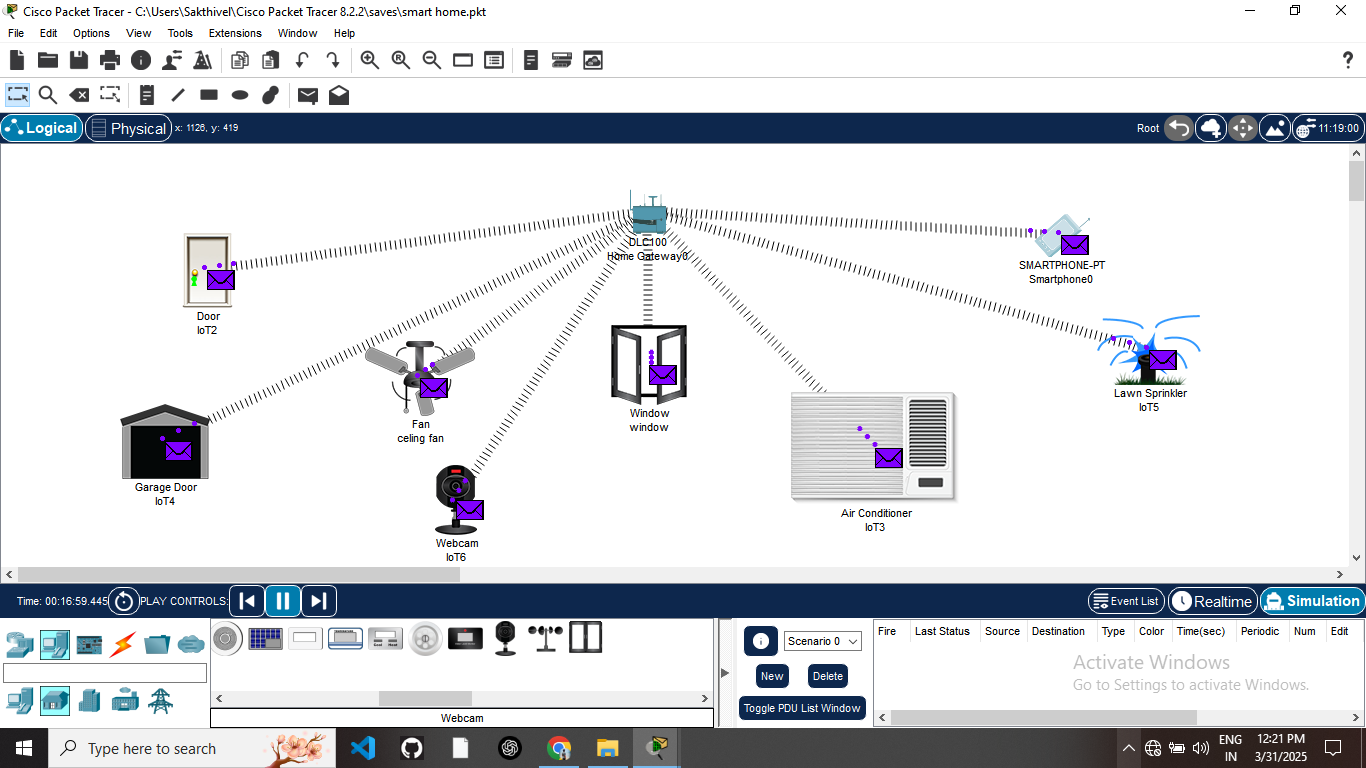 Cisco Packet Tracer - C:\Users\Sakthivel\Cisco Packet Tracer 8.2.2\saves\smart home.pkt
File Edit Options View Tools Extensions Window Help
Logical Physical x: 1126, y: 419 Root 11:19:00
DLC100
Home Gateway0
SMARTPHONE-PT
Smartphone0
Door
IoT2
Lawn Sprinkler
IoT5
Window
window
Fan
celing fan
Garage Door
IoT4
Air Conditioner
IoT3
Webcam
IoT6
Time: 00:16:59.445 PLAY CONTROLS: Event List Realtime Simulation
Scenario 0
New Delete
Toggle PDU List Window
Fire Last Status Source Destination Type Color Time(sec) Periodic Num Edit
Activate Windows
Go to Settings to activate Windows.
Webcam
Type here to search
ENG
IN
12:21 PM
3/31/2025